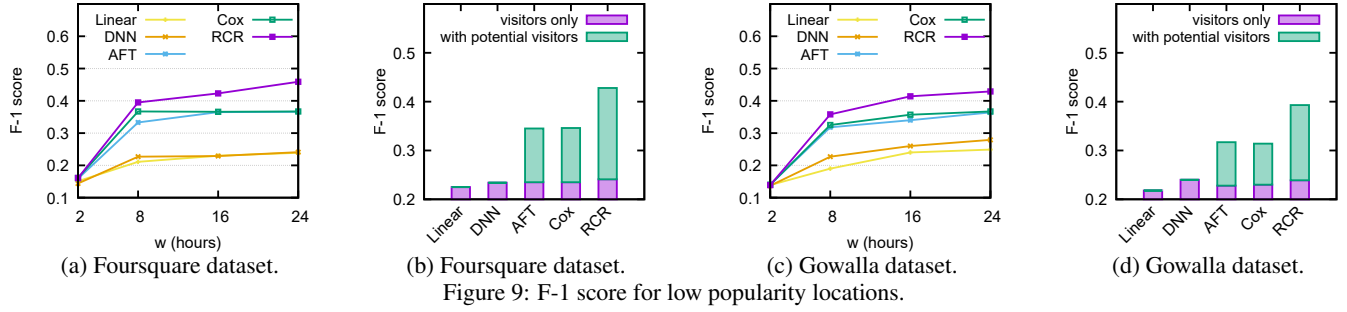 Linear
DNN
AFT
Cox
RCR
0.6
0.5
0.4
0.3
0.2
0.1
F-1 score
2
8
16
24
w (hours)
(a) Foursquare dataset.
visitors only
with potential visitors
0.5
0.4
0.3
0.2
F-1 score
Linear
DNN
AFT
Cox
RCR
(b) Foursquare dataset.
Linear
DNN
AFT
Cox
RCR
0.6
0.5
0.4
0.3
0.2
0.1
F-1 score
2
8
16
24
w (hours)
(c) Gowalla dataset.
visitors only
with potential visitors
0.5
0.4
0.3
0.2
F-1 score
Linear
DNN
AFT
Cox
RCR
(d) Gowalla dataset.
Figure 9: F-1 score for low popularity locations.